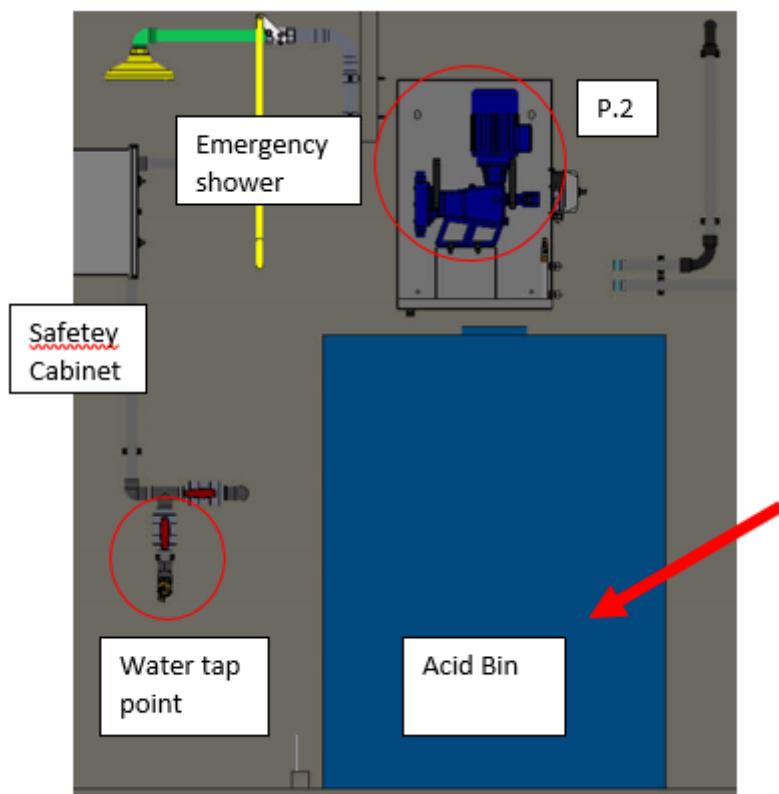 P.2
Emergency
shower
Safetey
Cabinet
Water tap
point
Acid Bin